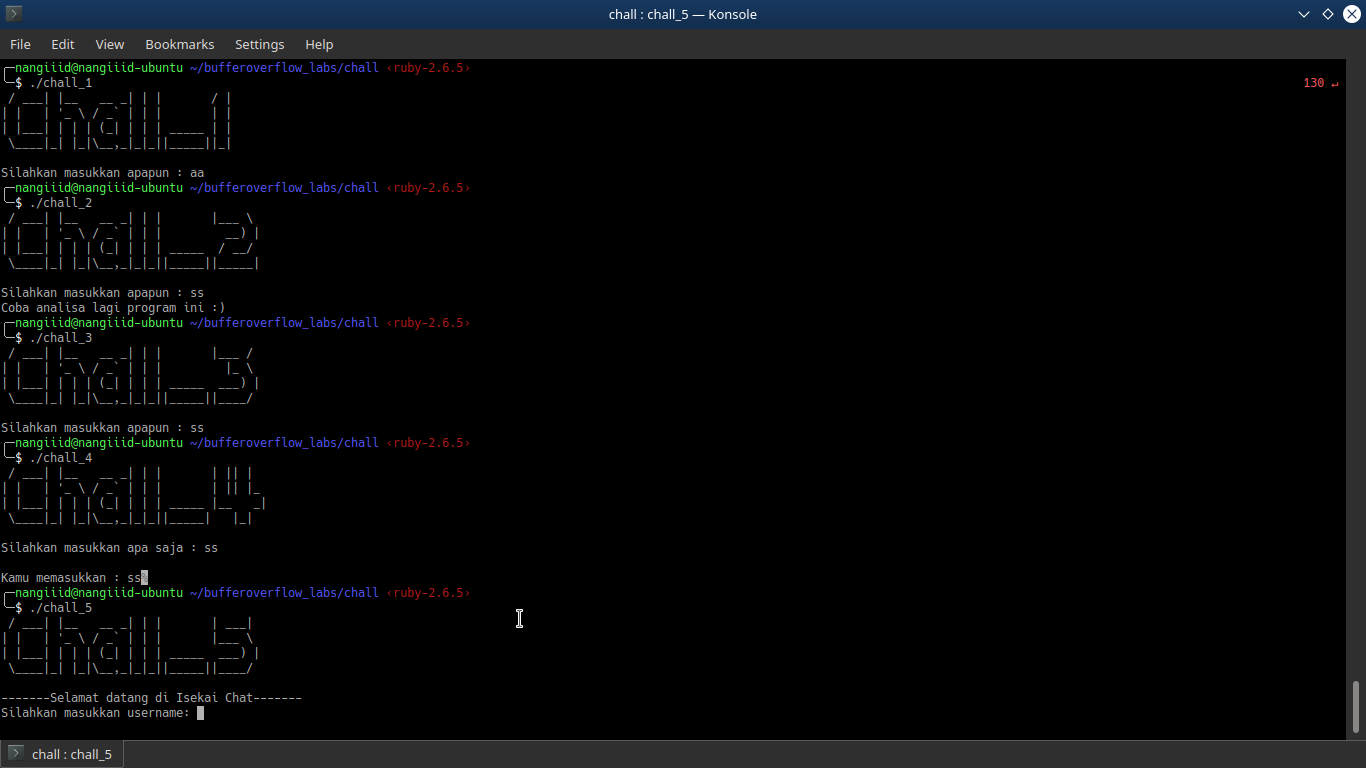 chall : chall_5 — Konsole
File Edit View Bookmarks Settings Help
╭─nangiiid@nangiiid-ubuntu ~/bufferoverflow_labs/chall ‹ruby-2.6.5›
╰─$ ./chall_1 130 ↵
 / ___| |__   __ _| | |       / |
| |   | '_ \ / _` | | |       | |
| |___| | | | (_| | | | _____ | |
 \____|_| |_|\__,_|_|_||_____||_|
Silahkan masukkan apapun : aa
╭─nangiiid@nangiiid-ubuntu ~/bufferoverflow_labs/chall ‹ruby-2.6.5›
╰─$ ./chall_2
 / ___| |__   __ _| | |       |___ \
| |   | '_ \ / _` | | |         __) |
| |___| | | | (_| | | | _____  / __/
 \____|_| |_|\__,_|_|_||_____||_____|
Silahkan masukkan apapun : ss
Coba analisa lagi program ini :)
╭─nangiiid@nangiiid-ubuntu ~/bufferoverflow_labs/chall ‹ruby-2.6.5›
╰─$ ./chall_3
 / ___| |__   __ _| | |       |___ /
| |   | '_ \ / _` | | |         |_ \
| |___| | | | (_| | | | _____  ___) |
 \____|_| |_|\__,_|_|_||_____||____/
Silahkan masukkan apapun : ss
╭─nangiiid@nangiiid-ubuntu ~/bufferoverflow_labs/chall ‹ruby-2.6.5›
╰─$ ./chall_4
 / ___| |__   __ _| | |       | || |
| |   | '_ \ / _` | | |       | || |_
| |___| | | | (_| | | | _____ |__   _|
 \____|_| |_|\__,_|_|_||_____|   |_|
Silahkan masukkan apa saja : ss
Kamu memasukkan : ss%
╭─nangiiid@nangiiid-ubuntu ~/bufferoverflow_labs/chall ‹ruby-2.6.5›
╰─$ ./chall_5
 / ___| |__   __ _| | |       | ___|
| |   | '_ \ / _` | | |       |___ \
| |___| | | | (_| | | | _____  ___) |
 \____|_| |_|\__,_|_|_||_____||____/
-------Selamat datang di Isekai Chat-------
Silahkan masukkan username:
chall : chall_5